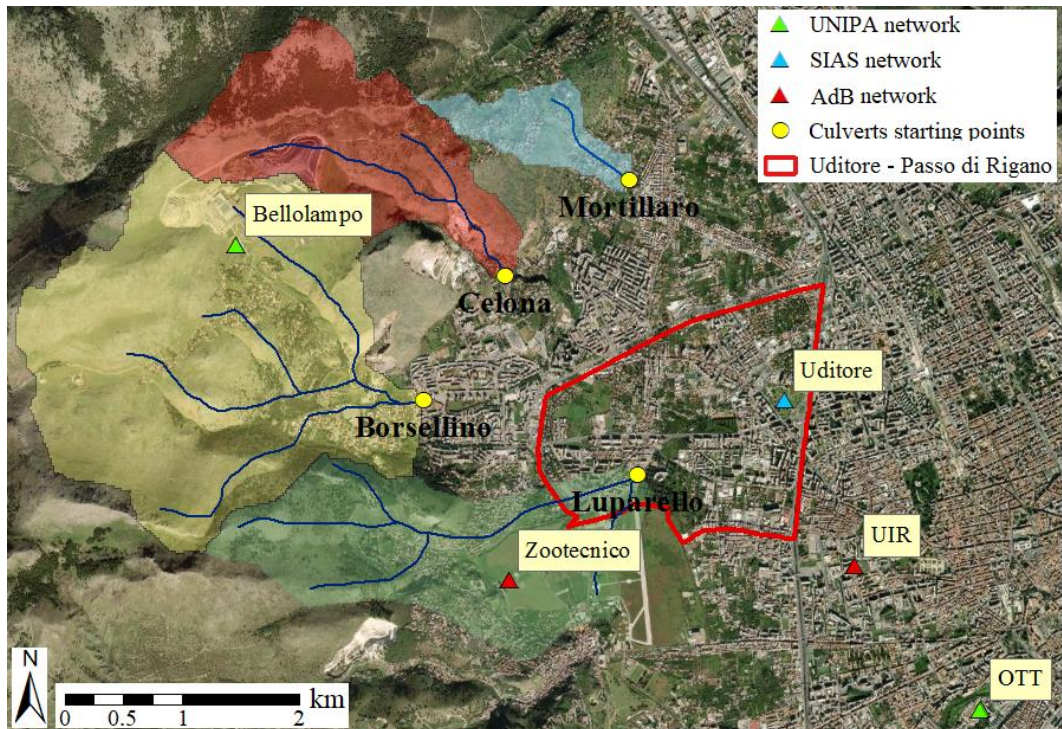 UNIPA network
SIAS network
AdB network
Culverts starting points
Uditore - Passo di Rigano
Mortillaro
Bellolampo
Celona
Uditore
Borsellino
Luparello
Zootecnico
UIR
OTT
N
km
0 0.5 1 2